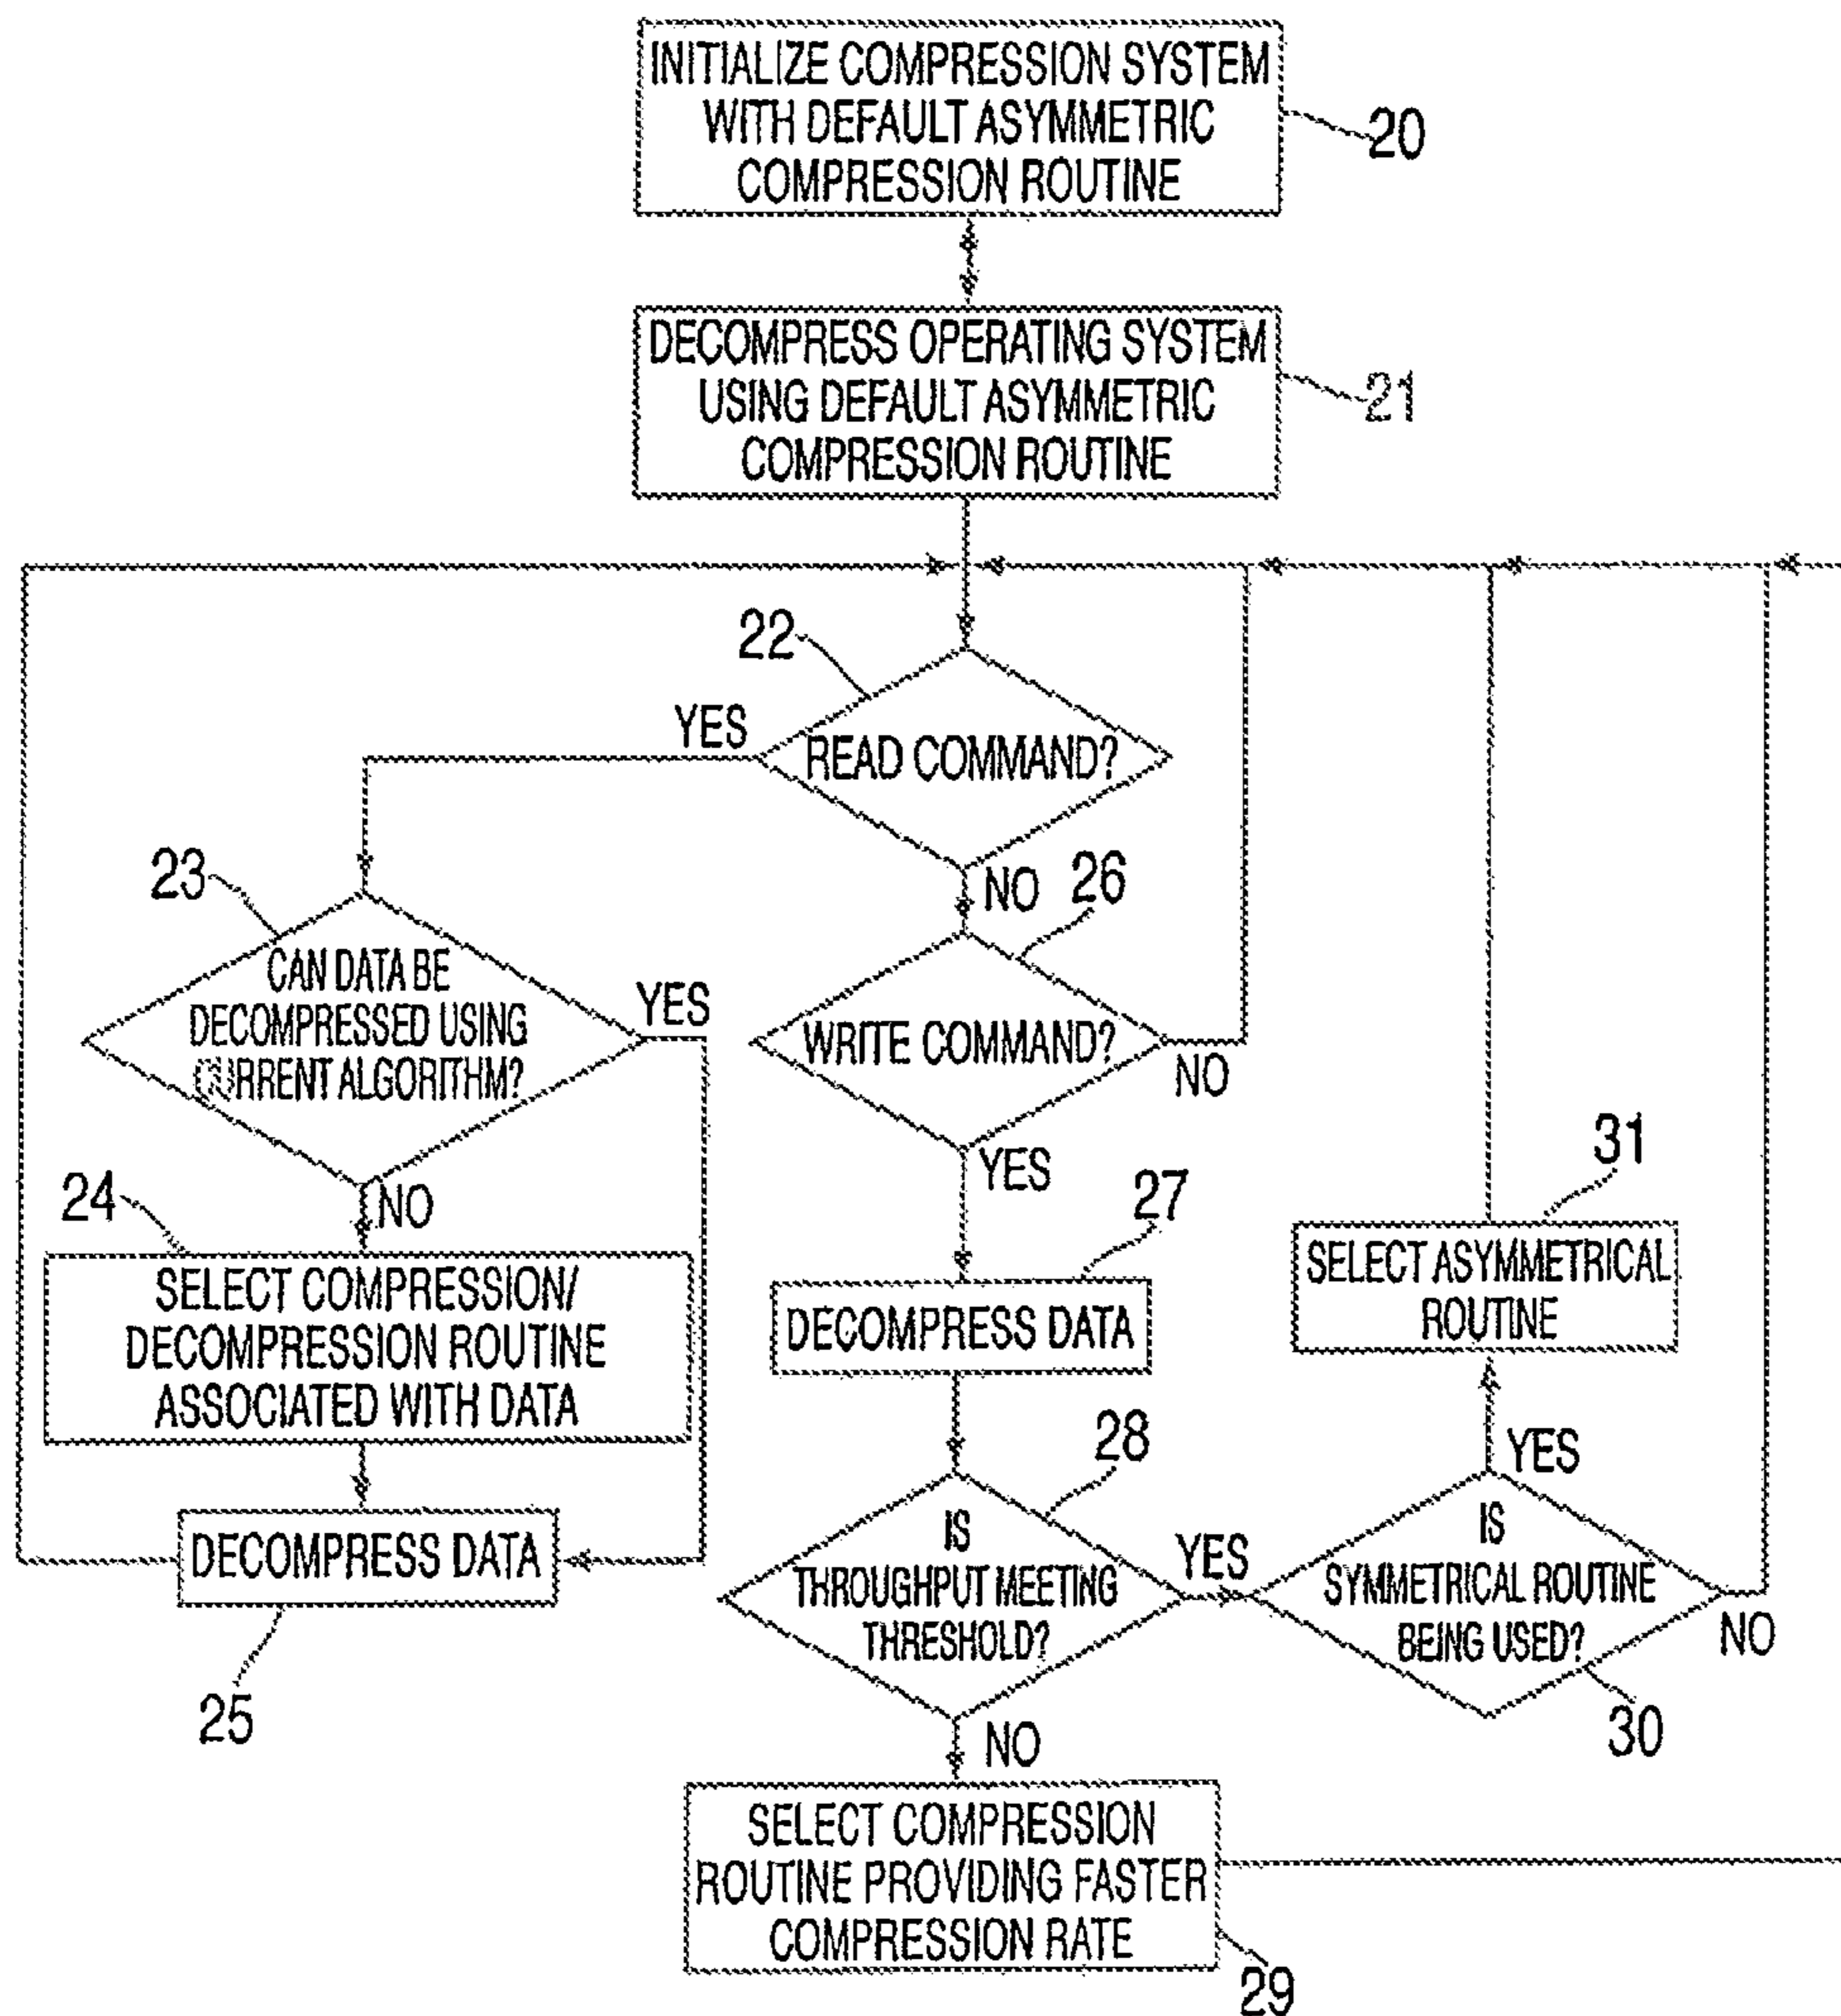 INITIALIZE COMPRESSION SYSTEM
WITH DEFAULT ASYMMETRIC
COMPRESSION ROUTINE
20
DECOMPRESS OPERATING SYSTEM
USING DEFAULT ASYMMETRIC
COMPRESSION ROUTINE
21
22
YES
READ COMMAND?
NO
23
CAN DATA BE
DECOMPRESSED USING
CURRENT ALGORITHM?
YES
NO
26
WRITE COMMAND?
NO
YES
24
SELECT COMPRESSION/
DECOMPRESSION ROUTINE
ASSOCIATED WITH DATA
DECOMPRESS DATA
25
27
DECOMPRESS DATA
28
IS
THROUGHPUT MEETING
THRESHOLD?
YES
NO
31
SELECT ASYMMETRICAL
ROUTINE
YES
IS
SYMMETRICAL ROUTINE
BEING USED?
NO
30
SELECT COMPRESSION
ROUTINE PROVIDING FASTER
COMPRESSION RATE
29